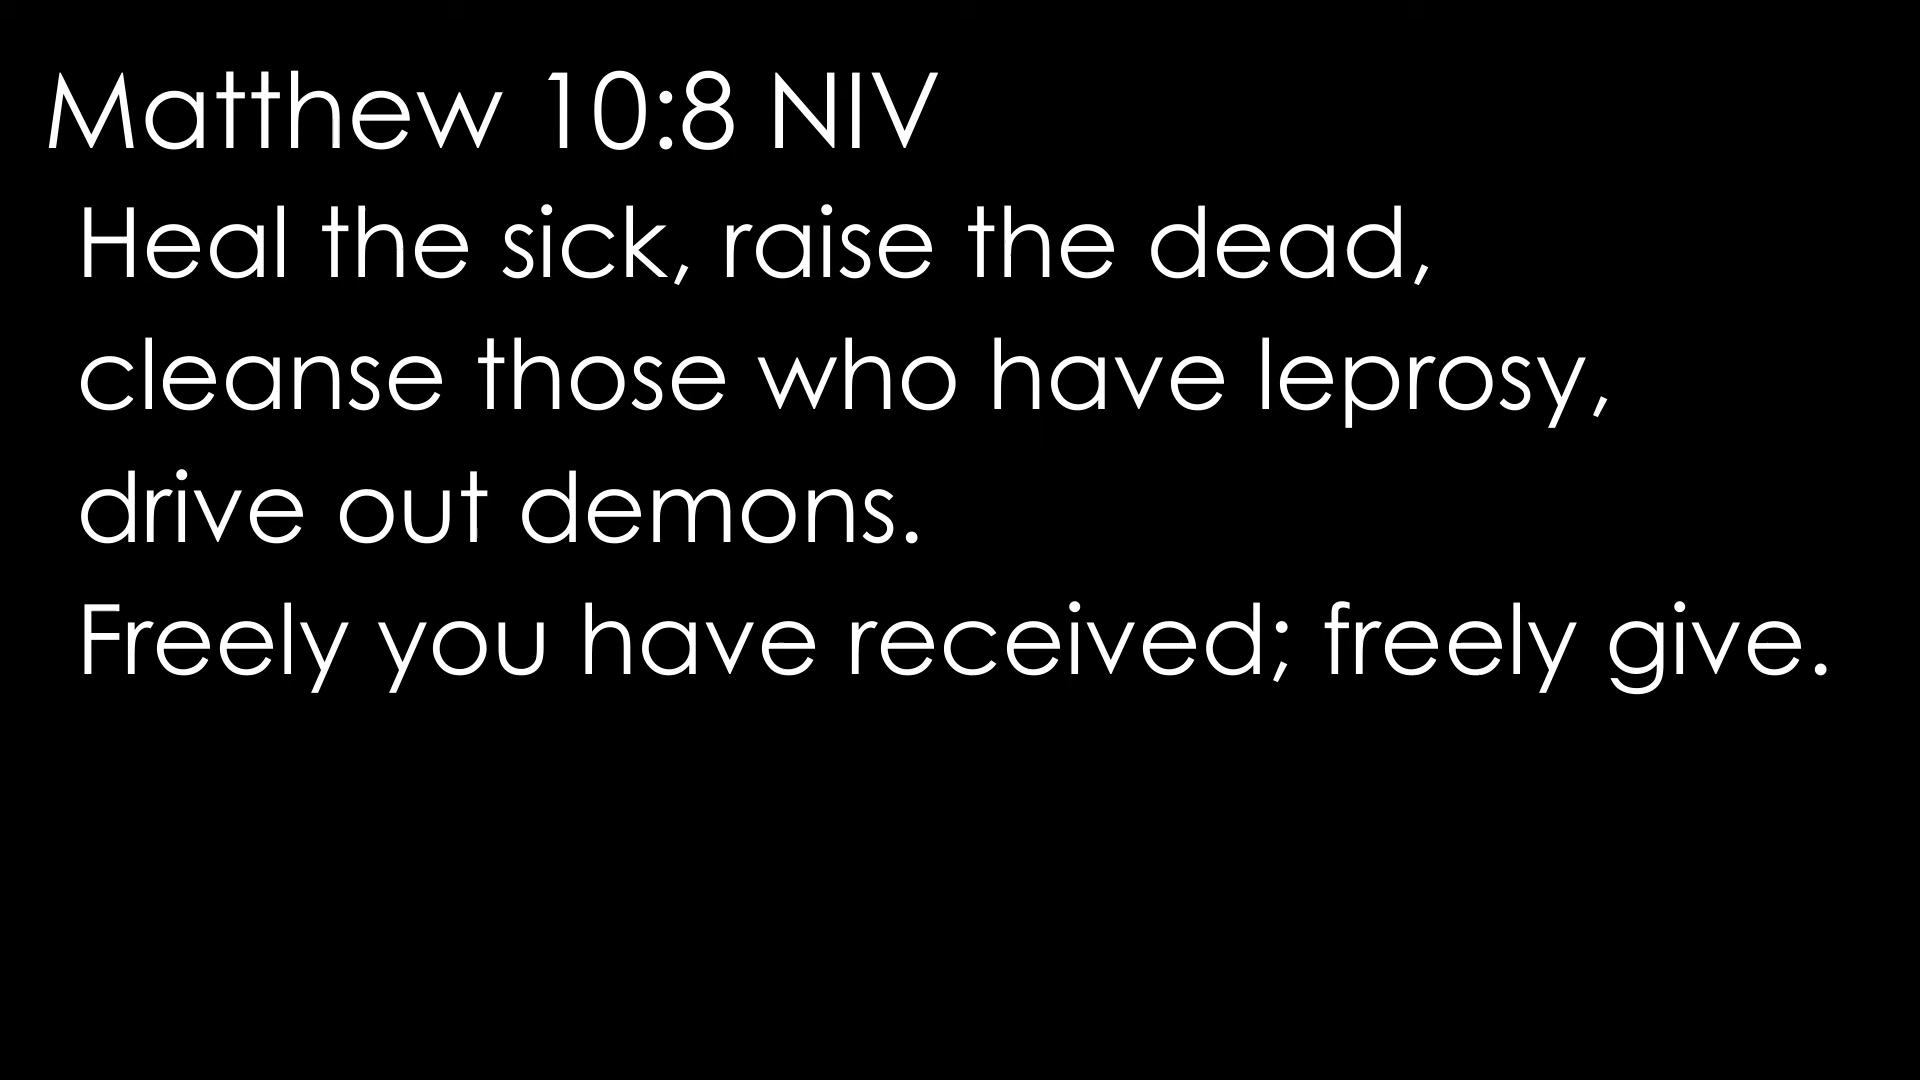 Matthew 10:8 NIV
Heal the sick, raise the dead,
cleanse those who have leprosy,
drive out demons.
Freely you have received; freely give.